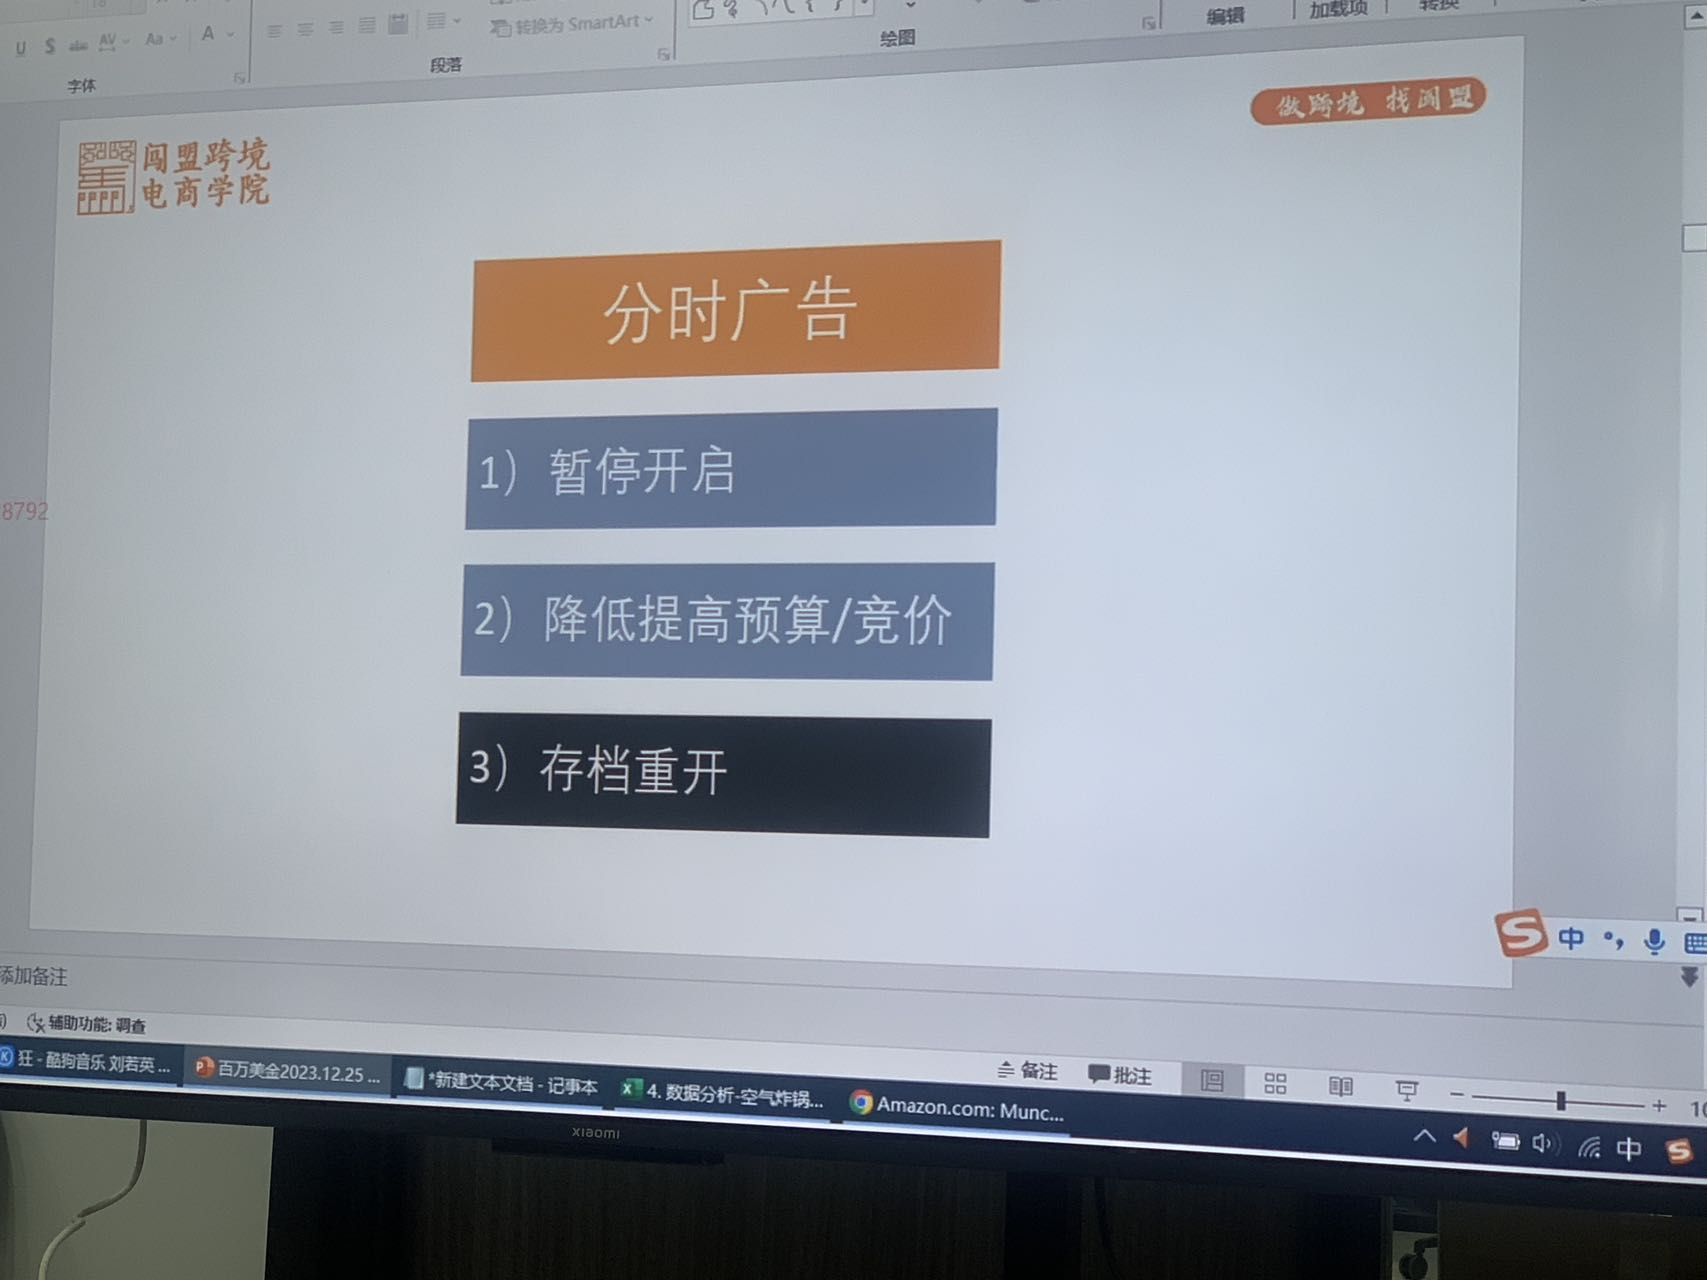 U S abc AV Aa A
转换为 SmartArt
字体
段落
绘图
编辑
加载项
转换
闯盟跨境
电商学院
做跨境 找闯盟
分时广告
1）暂停开启
8792
2）降低提高预算/竞价
3）存档重开
中
添加备注
辅助功能: 调查
备注
批注
狂 - 酷狗音乐 刘若英 ...
百万美金2023.12.25 ...
*新建文本文档 - 记事本
4. 数据分析-空气炸锅...
Amazon.com: Munc...
中
xiaomi